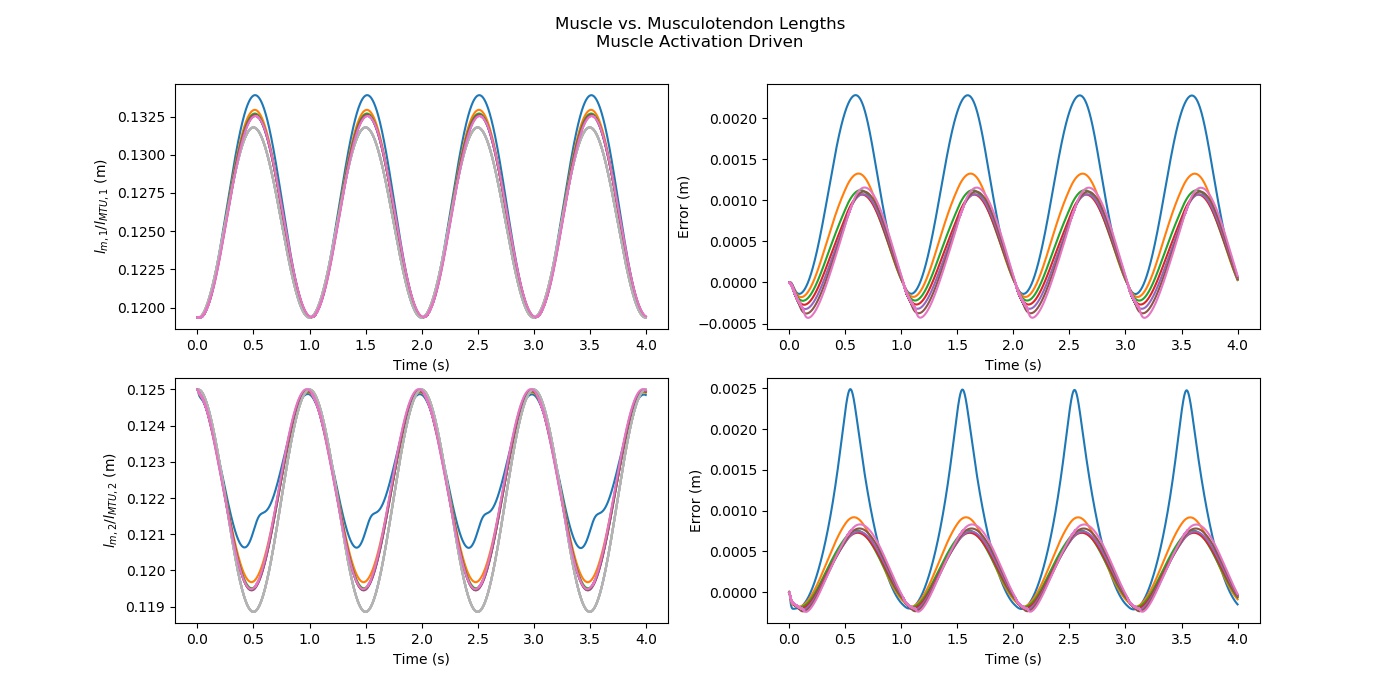 Muscle vs. Musculotendon Lengths
Muscle Activation Driven
0.1325
0.1300
0.1275
0.1250
0.1225
0.1200
l_{m,1}/l_{MTU,1} (m)
0.0 0.5 1.0 1.5 2.0 2.5 3.0 3.5 4.0
Time (s)
0.0020
0.0015
0.0010
0.0005
0.0000
−0.0005
Error (m)
0.0 0.5 1.0 1.5 2.0 2.5 3.0 3.5 4.0
Time (s)
0.125
0.124
0.123
0.122
0.121
0.120
0.119
l_{m,2}/l_{MTU,2} (m)
0.0 0.5 1.0 1.5 2.0 2.5 3.0 3.5 4.0
Time (s)
0.0025
0.0020
0.0015
0.0010
0.0005
0.0000
Error (m)
0.0 0.5 1.0 1.5 2.0 2.5 3.0 3.5 4.0
Time (s)